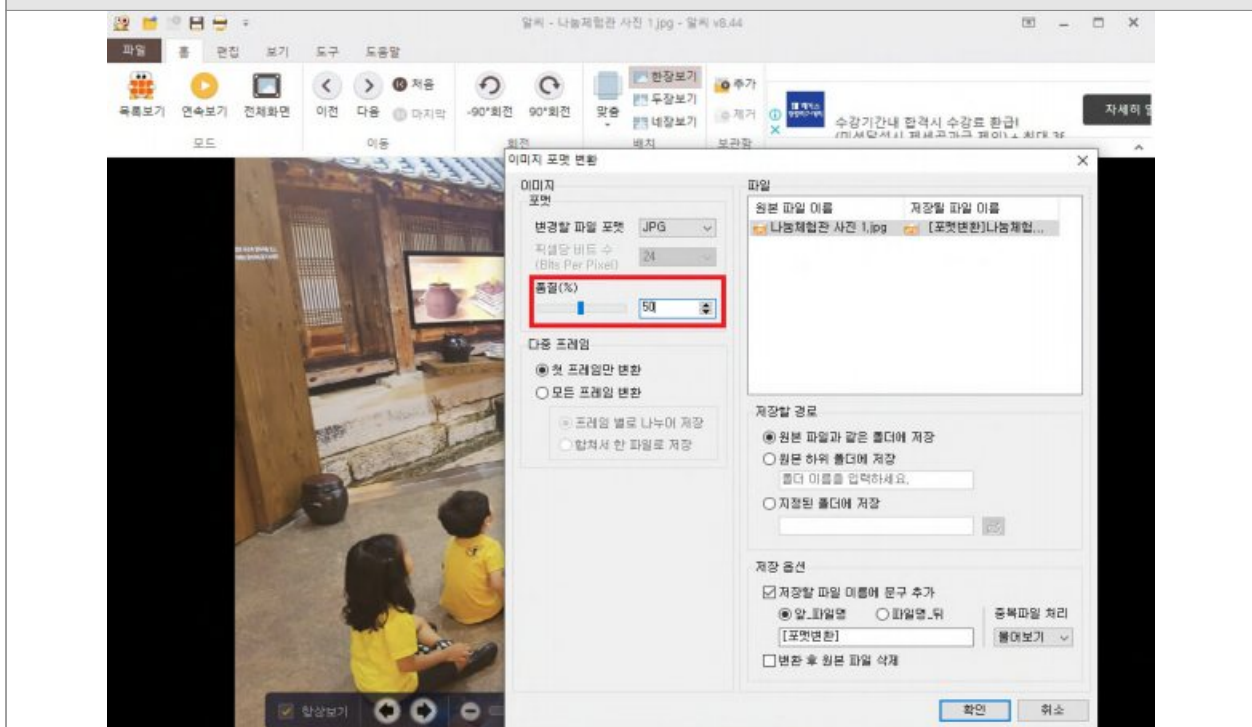 알씨 - 나눔체험관 사진 1.jpg - 알씨 v8.44
파일 홈 편집 보기 도구 도움말
목록보기 연속보기 전체화면 이전 다음 처음 마지막 -90°회전 90°회전 맞춤 한장보기 두장보기 네장보기 추가 제거
수강기간내 합격시 수강료 환급!
자세히
모드 이동 회전 배치 보관함
이미지 포맷 변환
이미지
포맷
변경할 파일 포맷 JPG
픽셀당 비트 수 24
(Bits Per Pixel)
품질(%)
50
다중 프레임
첫 프레임만 변환
모든 프레임 변환
프레임 별로 나누어 저장
합쳐서 한 파일로 저장
파일
원본 파일 이름 저장될 파일 이름
나눔체험관 사진 1.jpg [포맷변환]나눔체험...
저장할 경로
원본 파일과 같은 폴더에 저장
원본 하위 폴더에 저장
폴더 이름을 입력하세요.
지정된 폴더에 저장
저장 옵션
저장할 파일 이름에 문구 추가
앞_파일명 파일명_뒤 중복파일 처리
[포맷변환] 물어보기
변환 후 원본 파일 삭제
확인 취소
항상보기